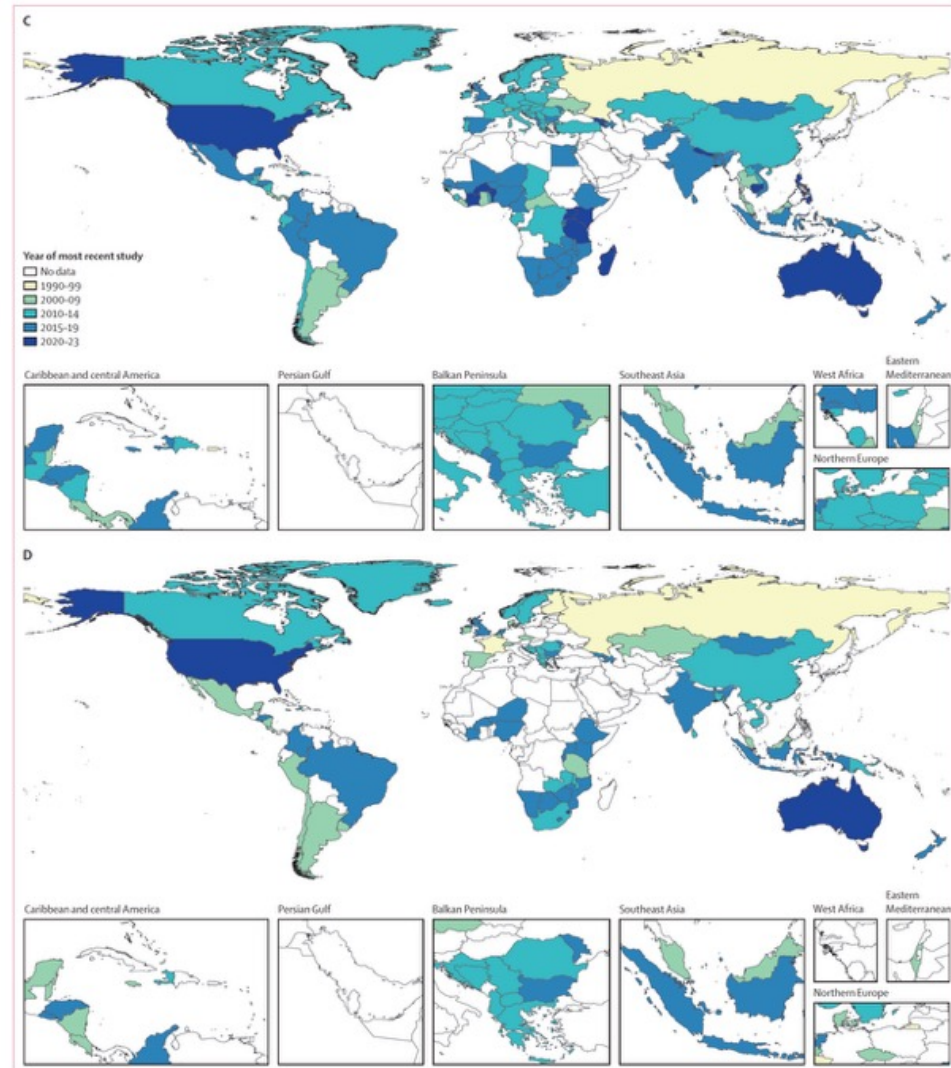 C
Year of most recent study
No data
1990–99
2000–09
2010–14
2015–19
2020–23
Caribbean and central America
Persian Gulf
Balkan Peninsula
Southeast Asia
West Africa
Eastern
Mediterranean
Northern Europe
D
Caribbean and central America
Persian Gulf
Balkan Peninsula
Southeast Asia
West Africa
Eastern
Mediterranean
Northern Europe